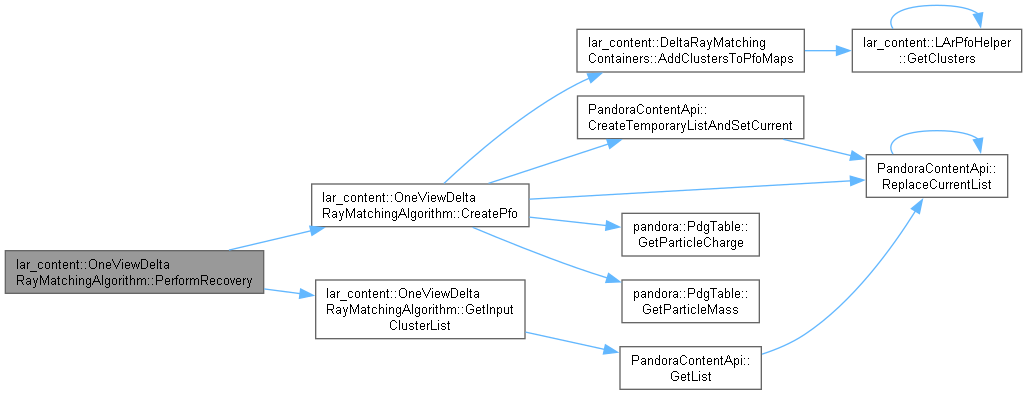 lar_content::OneViewDelta
RayMatchingAlgorithm::PerformRecovery
lar_content::OneViewDelta
RayMatchingAlgorithm::CreatePfo
lar_content::DeltaRayMatching
Containers::AddClustersToPfoMaps
lar_content::LArPfoHelper
::GetClusters
PandoraContentApi::
CreateTemporaryListAndSetCurrent
PandoraContentApi::
ReplaceCurrentList
pandora::PdgTable::
GetParticleCharge
pandora::PdgTable::
GetParticleMass
lar_content::OneViewDelta
RayMatchingAlgorithm::GetInput
ClusterList
PandoraContentApi::
GetList